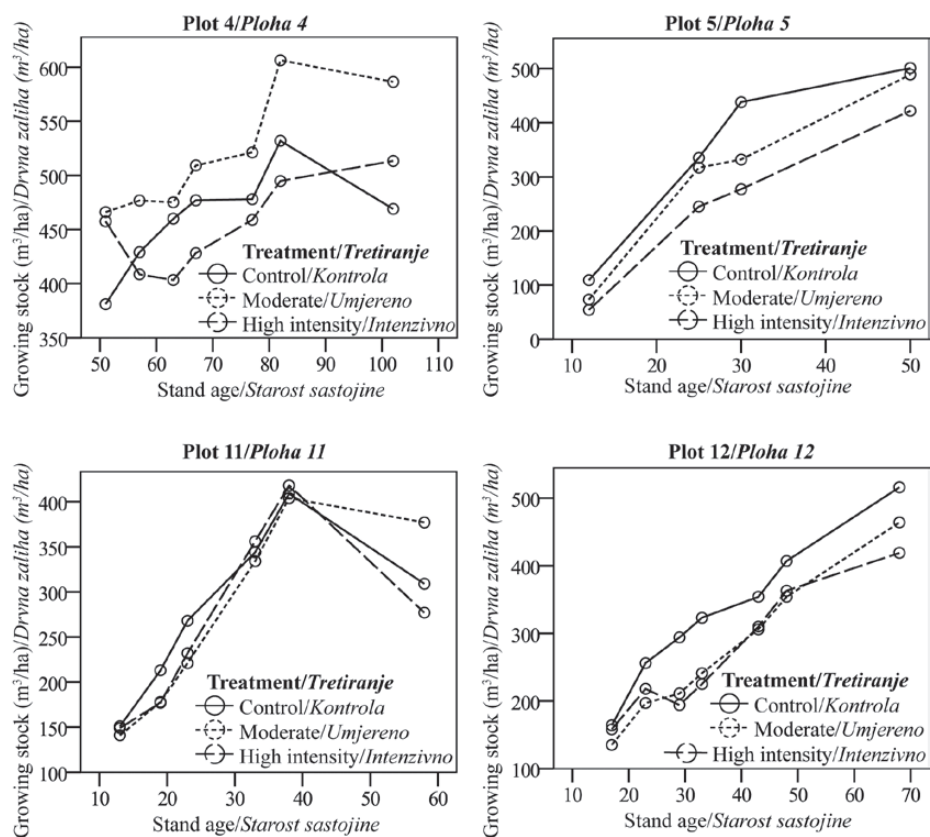 Plot 4/Ploha 4
Growing stock (m³/ha)/Drvna zaliha (m³/ha)
600
550
500
450
400
350
Treatment/Tretiranje
Control/Kontrola
Moderate/Umjereno
High intensity/Intenzivno
50 60 70 80 90 100 110
Stand age/Starost sastojine
Plot 5/Ploha 5
Growing stock (m³/ha)/Drvna zaliha (m³/ha)
500
400
300
200
100
0
Treatment/Tretiranje
Control/Kontrola
Moderate/Umjereno
High intensity/Intenzivno
10 20 30 40 50
Stand age/Starost sastojine
Plot 11/Ploha 11
Growing stock (m³/ha)/Drvna zaliha (m³/ha)
400
350
300
250
200
150
100
Treatment/Tretiranje
Control/Kontrola
Moderate/Umjereno
High intensity/Intenzivno
10 20 30 40 50 60
Stand age/Starost sastojine
Plot 12/Ploha 12
Growing stock (m³/ha)/Drvna zaliha (m³/ha)
500
400
300
200
100
Treatment/Tretiranje
Control/Kontrola
Moderate/Umjereno
High intensity/Intenzivno
10 20 30 40 50 60 70
Stand age/Starost sastojine